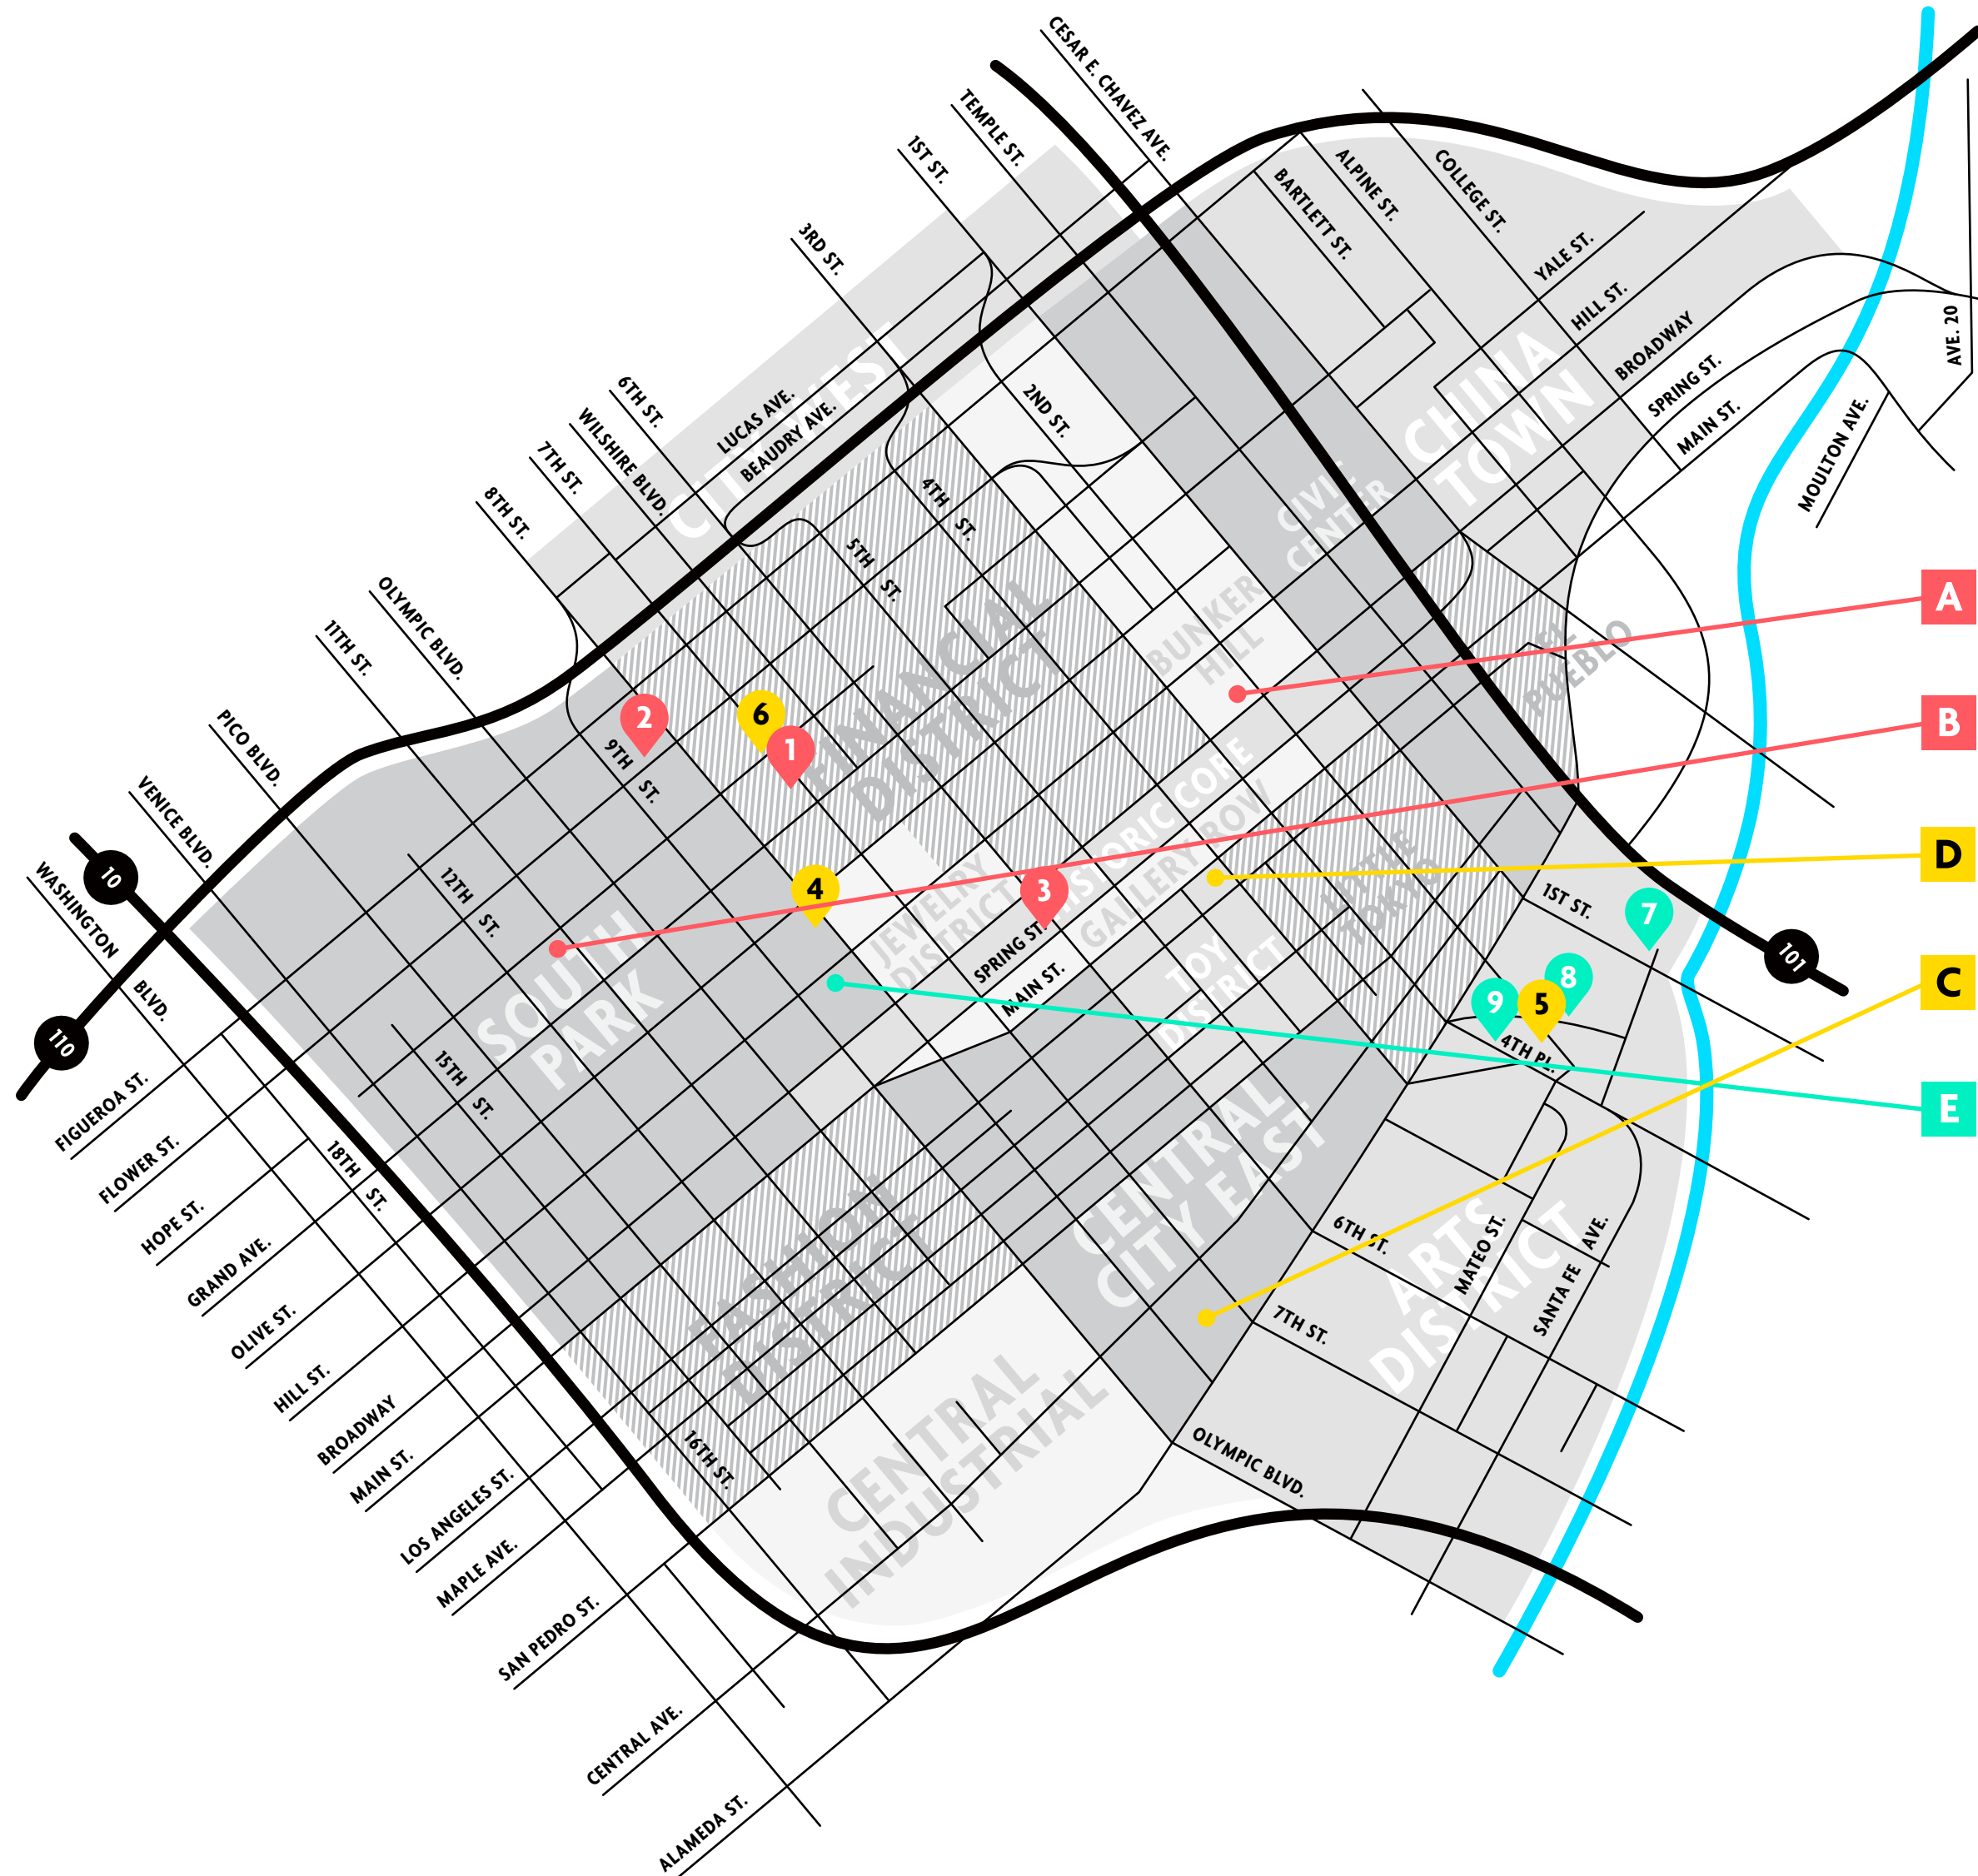 CESAR E. CHAVEZ AVE.
TEMPLE ST.
1ST ST.
3RD ST.
ALPINE ST.
BARTLETT ST.
COLLEGE ST.
YALE ST.
HILL ST.
BROADWAY
SPRING ST.
MAIN ST.
AVE. 20
MOULTON AVE.
2ND ST.
6TH ST.
WILSHIRE BLVD.
7TH ST.
8TH ST.
LUCAS AVE.
BEAUDRY AVE.
CHINA
TOWN
CIVIC
CENTER
4TH ST.
5TH ST.
OLYMPIC BLVD.
11TH ST.
PICO BLVD.
VENICE BLVD.
WASHINGTON BLVD.
BUNKER
HILL
PUEBLO
FINANCIAL
DISTRICT
9TH ST.
A
B
D
C
E
2
6
1
4
3
7
8
9
5
HISTORIC CORE
GALLERY ROW
JEWELRY
DISTRICT
LITTLE
TOKYO
TOY
DISTRICT
SPRING ST.
MAIN ST.
1ST ST.
4TH PL.
10
110
101
12TH ST.
15TH ST.
SOUTH
PARK
CENTRAL
CITY EAST
ARTS
DISTRICT
6TH ST.
7TH ST.
MATEO ST.
SANTA FE AVE.
OLYMPIC BLVD.
FASHION
DISTRICT
CENTRAL
INDUSTRIAL
16TH ST.
18TH ST.
FIGUEROA ST.
FLOWER ST.
HOPE ST.
GRAND AVE.
OLIVE ST.
HILL ST.
BROADWAY
MAIN ST.
LOS ANGELES ST.
MAPLE AVE.
SAN PEDRO ST.
CENTRAL AVE.
ALAMEDA ST.